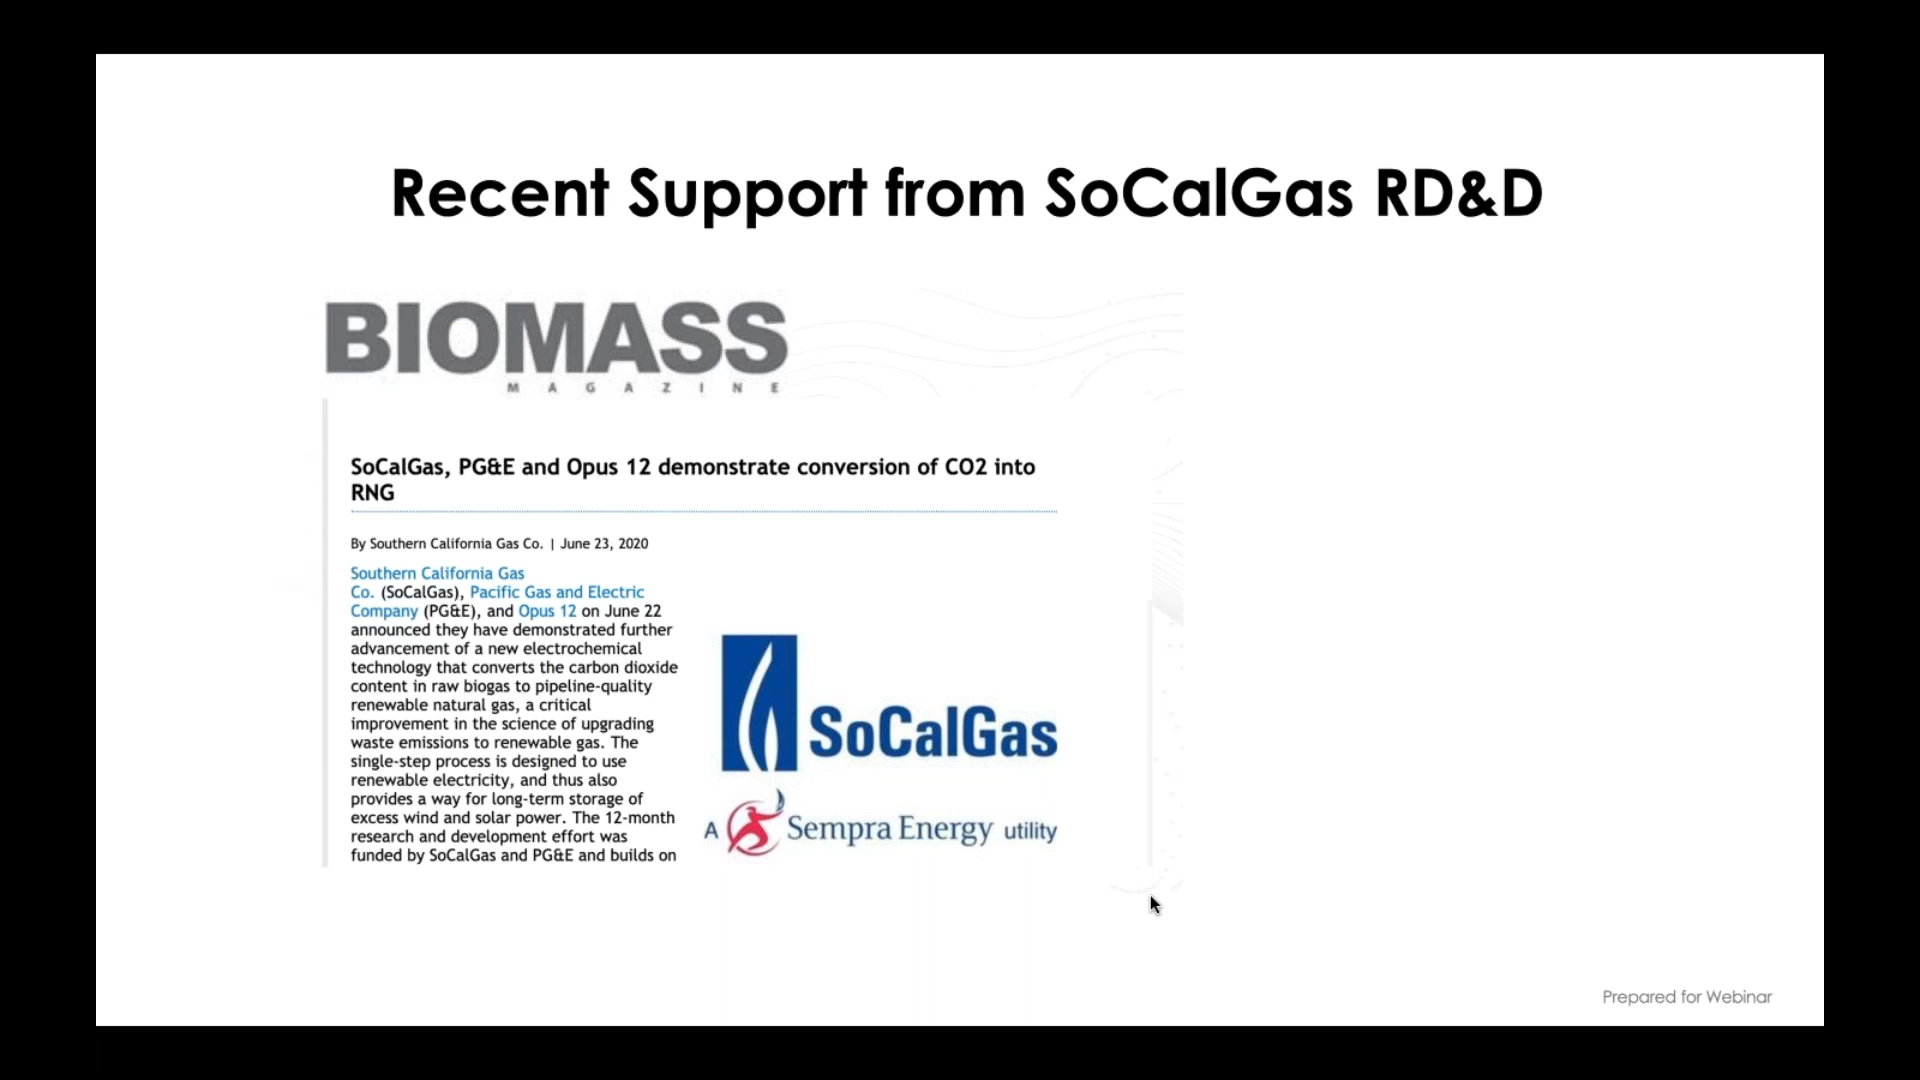 Recent Support from SoCalGas RD&D
BIOMASS
MAGAZINE
SoCalGas, PG&E and Opus 12 demonstrate conversion of CO2 into
RNG
By Southern California Gas Co. | June 23, 2020
Southern California Gas
Co. (SoCalGas), Pacific Gas and Electric
Company (PG&E), and Opus 12 on June 22
announced they have demonstrated further
advancement of a new electrochemical
technology that converts the carbon dioxide
content in raw biogas to pipeline-quality
renewable natural gas, a critical
improvement in the science of upgrading
waste emissions to renewable gas. The
single-step process is designed to use
renewable electricity, and thus also
provides a way for long-term storage of
excess wind and solar power. The 12-month
research and development effort was
funded by SoCalGas and PG&E and builds on
SoCalGas
A Sempra Energy utility
Prepared for Webinar